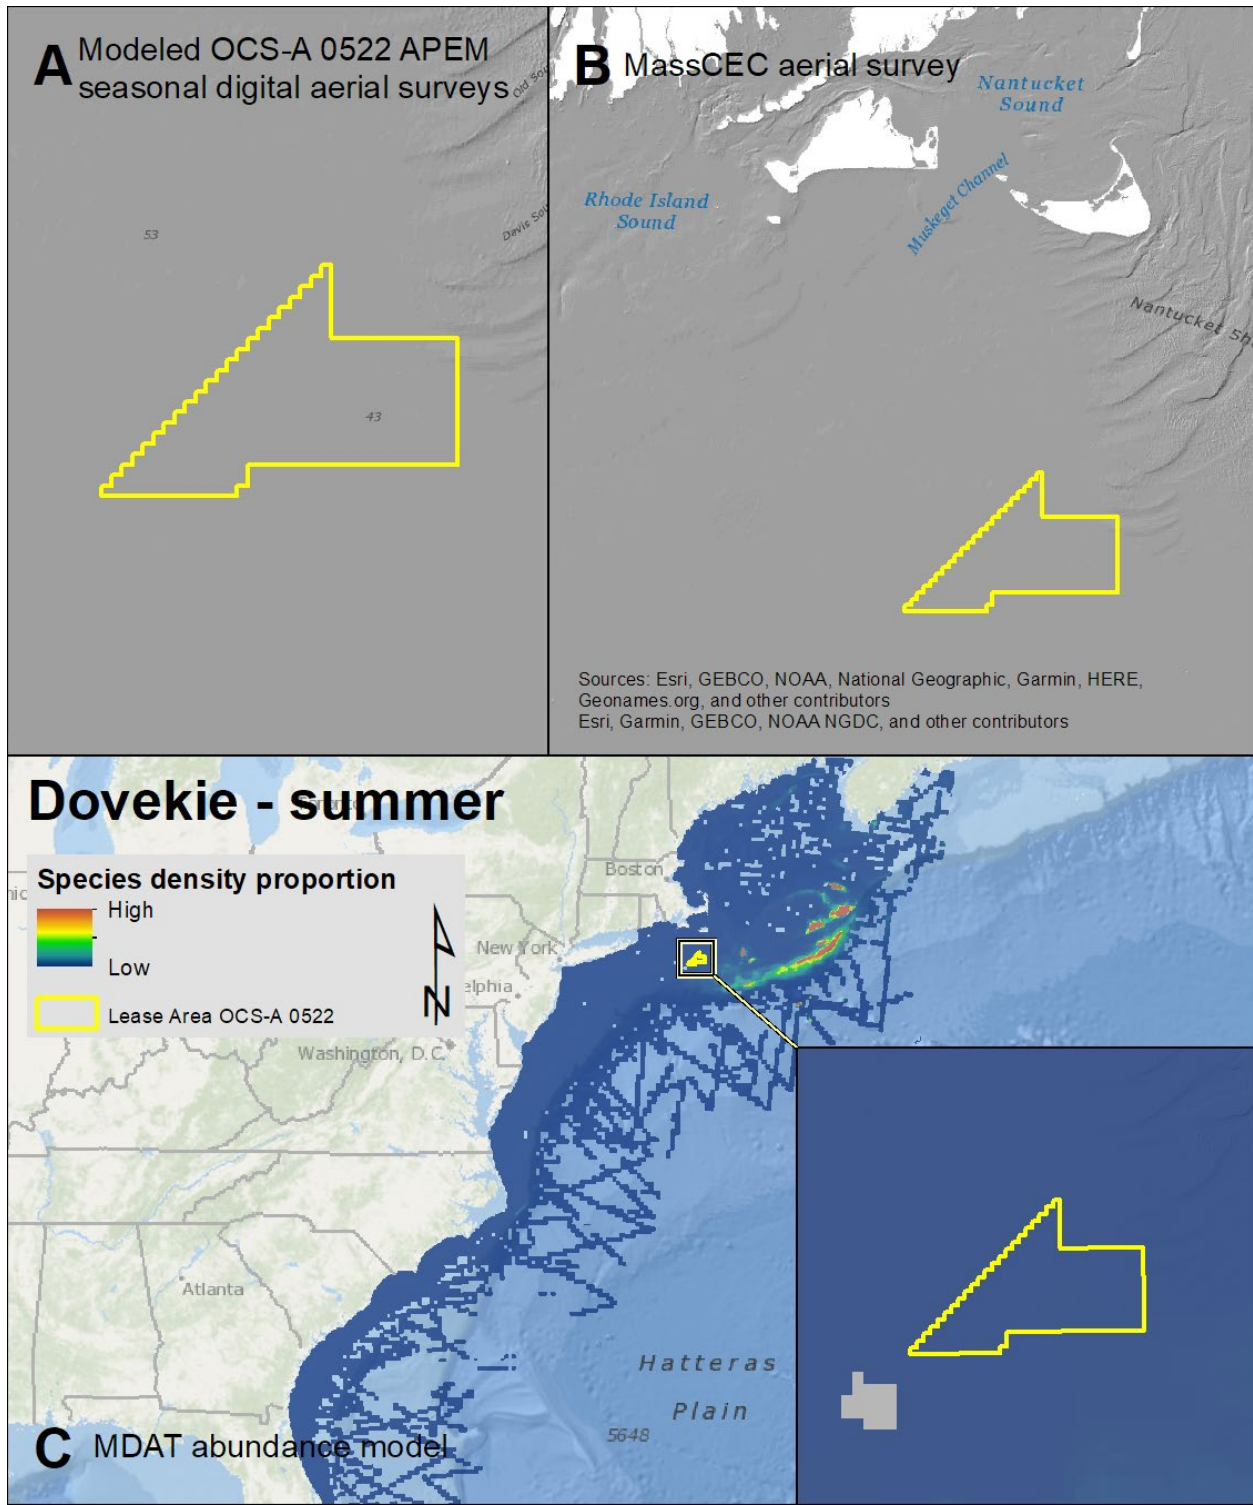 A Modeled OCS-A 0522 APEM
seasonal digital aerial surveys
53
43
B MassCEC aerial survey
Nantucket
Sound
Rhode Island
Sound
Muskeget Channel
Nantucket
Sources: Esri, GEBCO, NOAA, National Geographic, Garmin, HERE,
Geonames.org, and other contributors
Esri, Garmin, GEBCO, NOAA NGDC, and other contributors
Dovekie - summer
Species density proportion
High
Low
Lease Area OCS-A 0522
N
Boston
New York
elphia
Washington, D.C.
Atlanta
Hatteras
Plain
5648
C MDAT abundance model